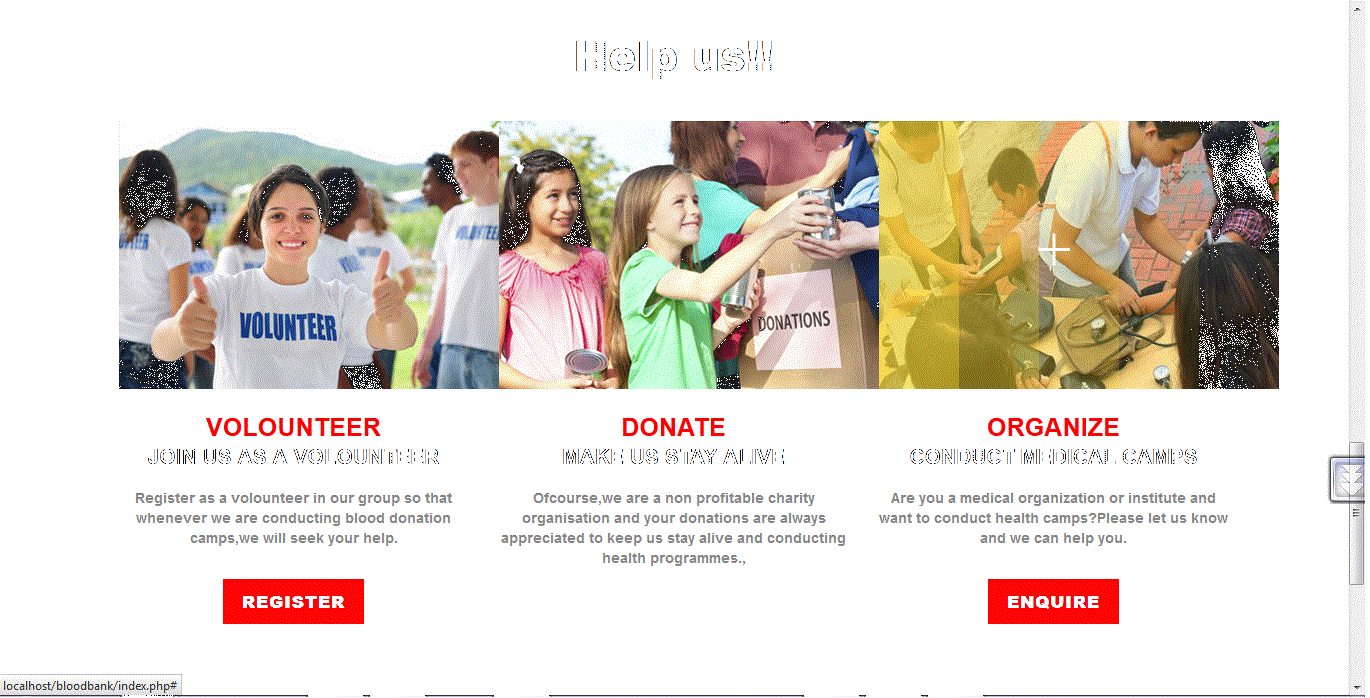 Help us!!
VOLUNTEER
VOLUNTEER
DONATIONS
VOLOUNTEER
JOIN US AS A VOLOUNTEER
Register as a volounteer in our group so that
whenever we are conducting blood donation
camps,we will seek your help.
REGISTER
DONATE
MAKE US STAY ALIVE
Ofcourse,we are a non profitable charity
organisation and your donations are always
appreciated to keep us stay alive and conducting
health programmes.,
ORGANIZE
CONDUCT MEDICAL CAMPS
Are you a medical organization or institute and
want to conduct health camps?Please let us know
and we can help you.
ENQUIRE
localhost/bloodbank/index.php#